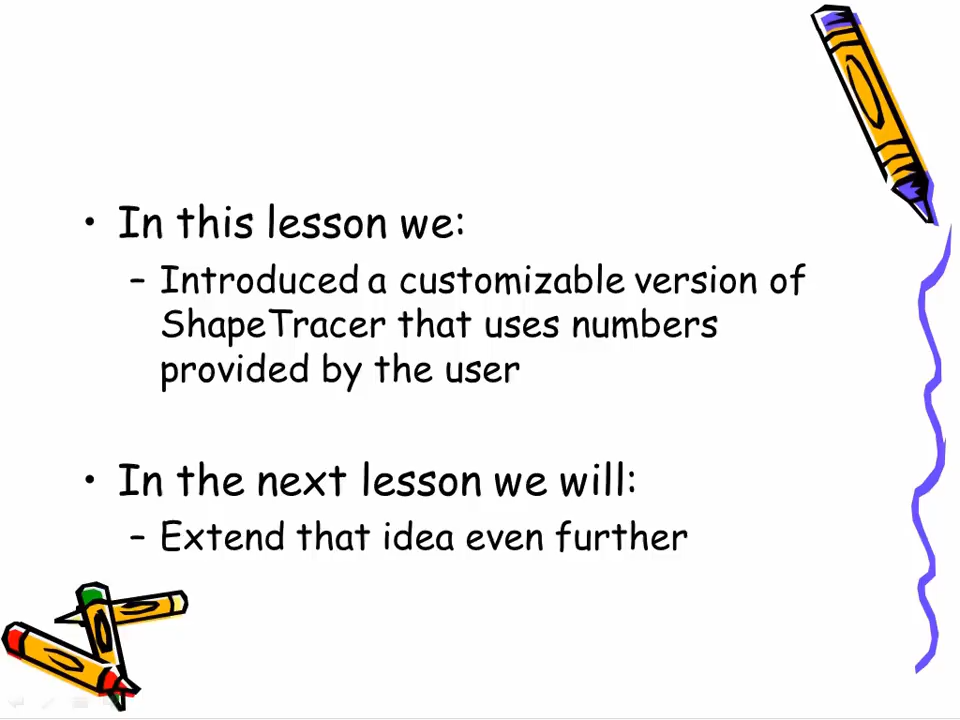 • In this lesson we:
– Introduced a customizable version of
ShapeTracer that uses numbers
provided by the user
• In the next lesson we will:
– Extend that idea even further